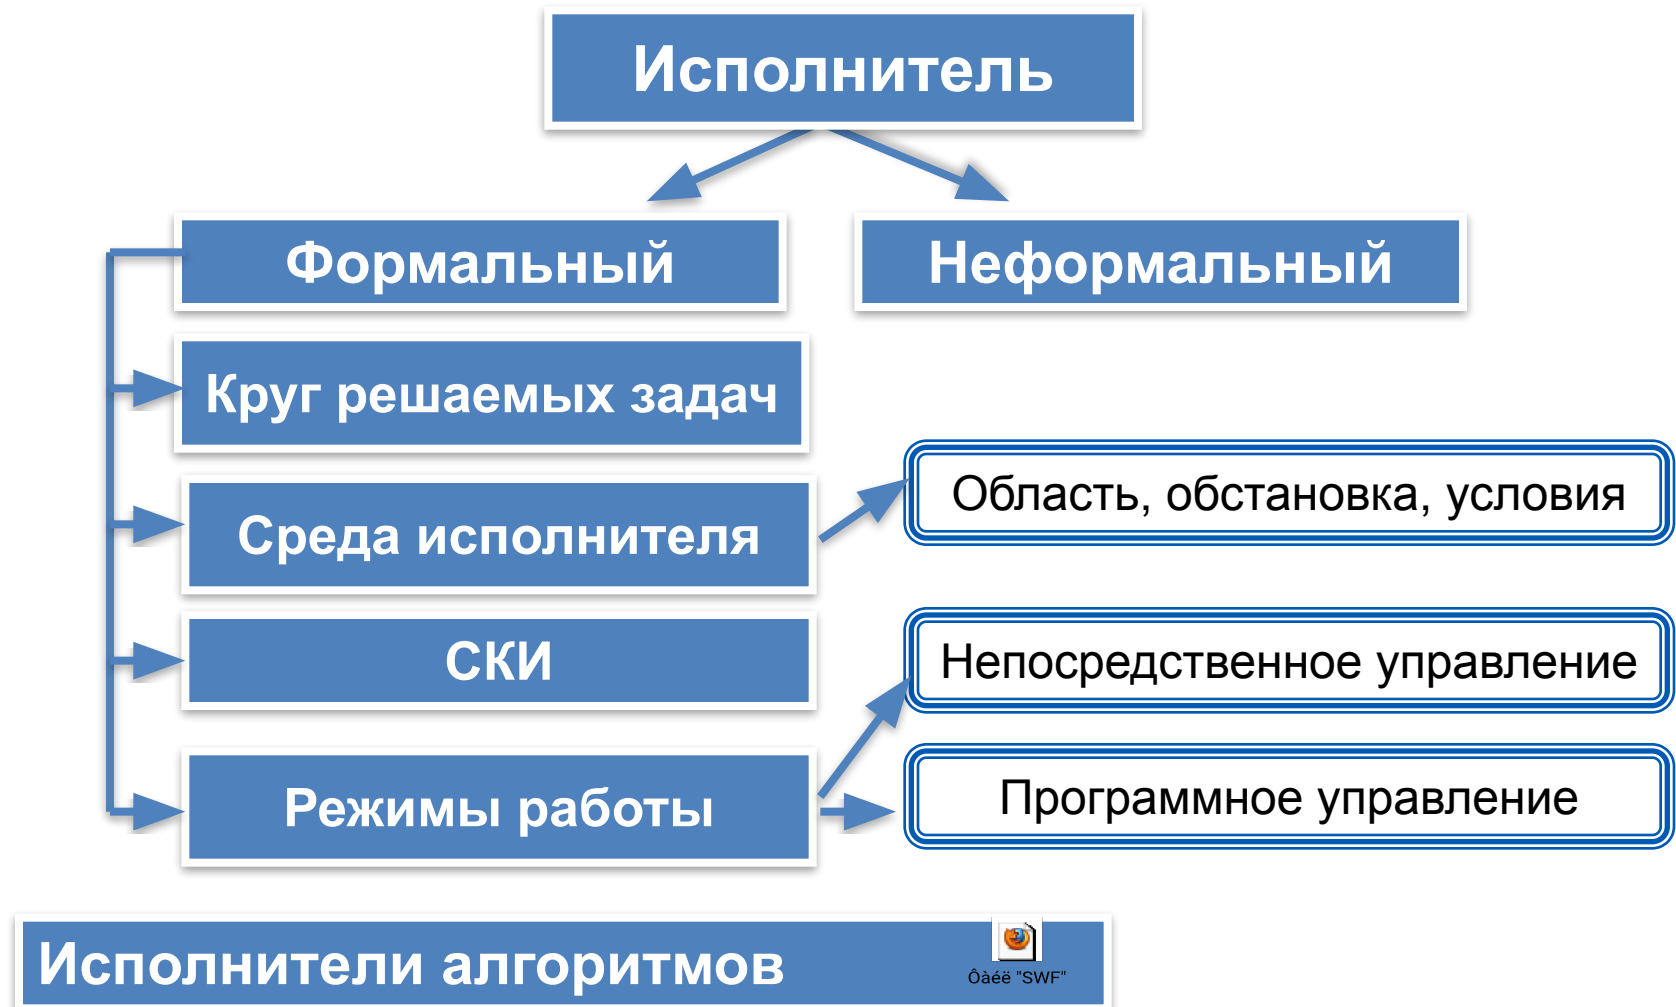 Исполнитель
Формальный
Неформальный
Круг решаемых задач
Среда исполнителя
Область, обстановка, условия
СКИ
Непосредственное управление
Режимы работы
Программное управление
Исполнители алгоритмов
Ôàéë "SWF"